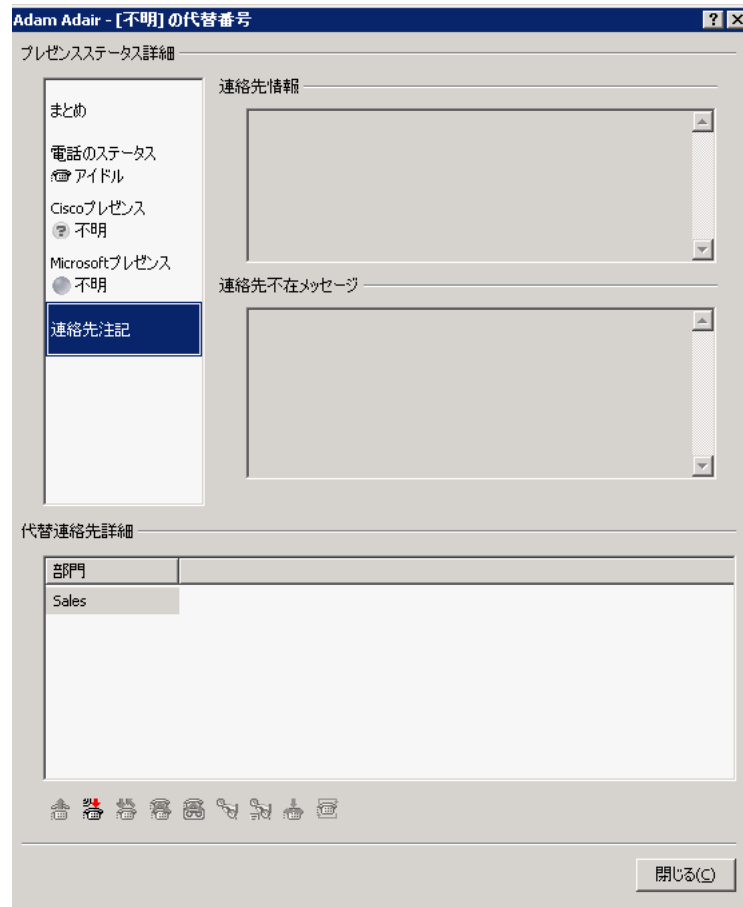 Adam Adair - [不明] の代替番号
プレゼンスステータス詳細
まとめ
電話のステータス
アイドル
Ciscoプレゼンス
不明
Microsoftプレゼンス
不明
連絡先注記
連絡先情報
連絡先不在メッセージ
代替連絡先詳細
部門
Sales
閉じる(C)